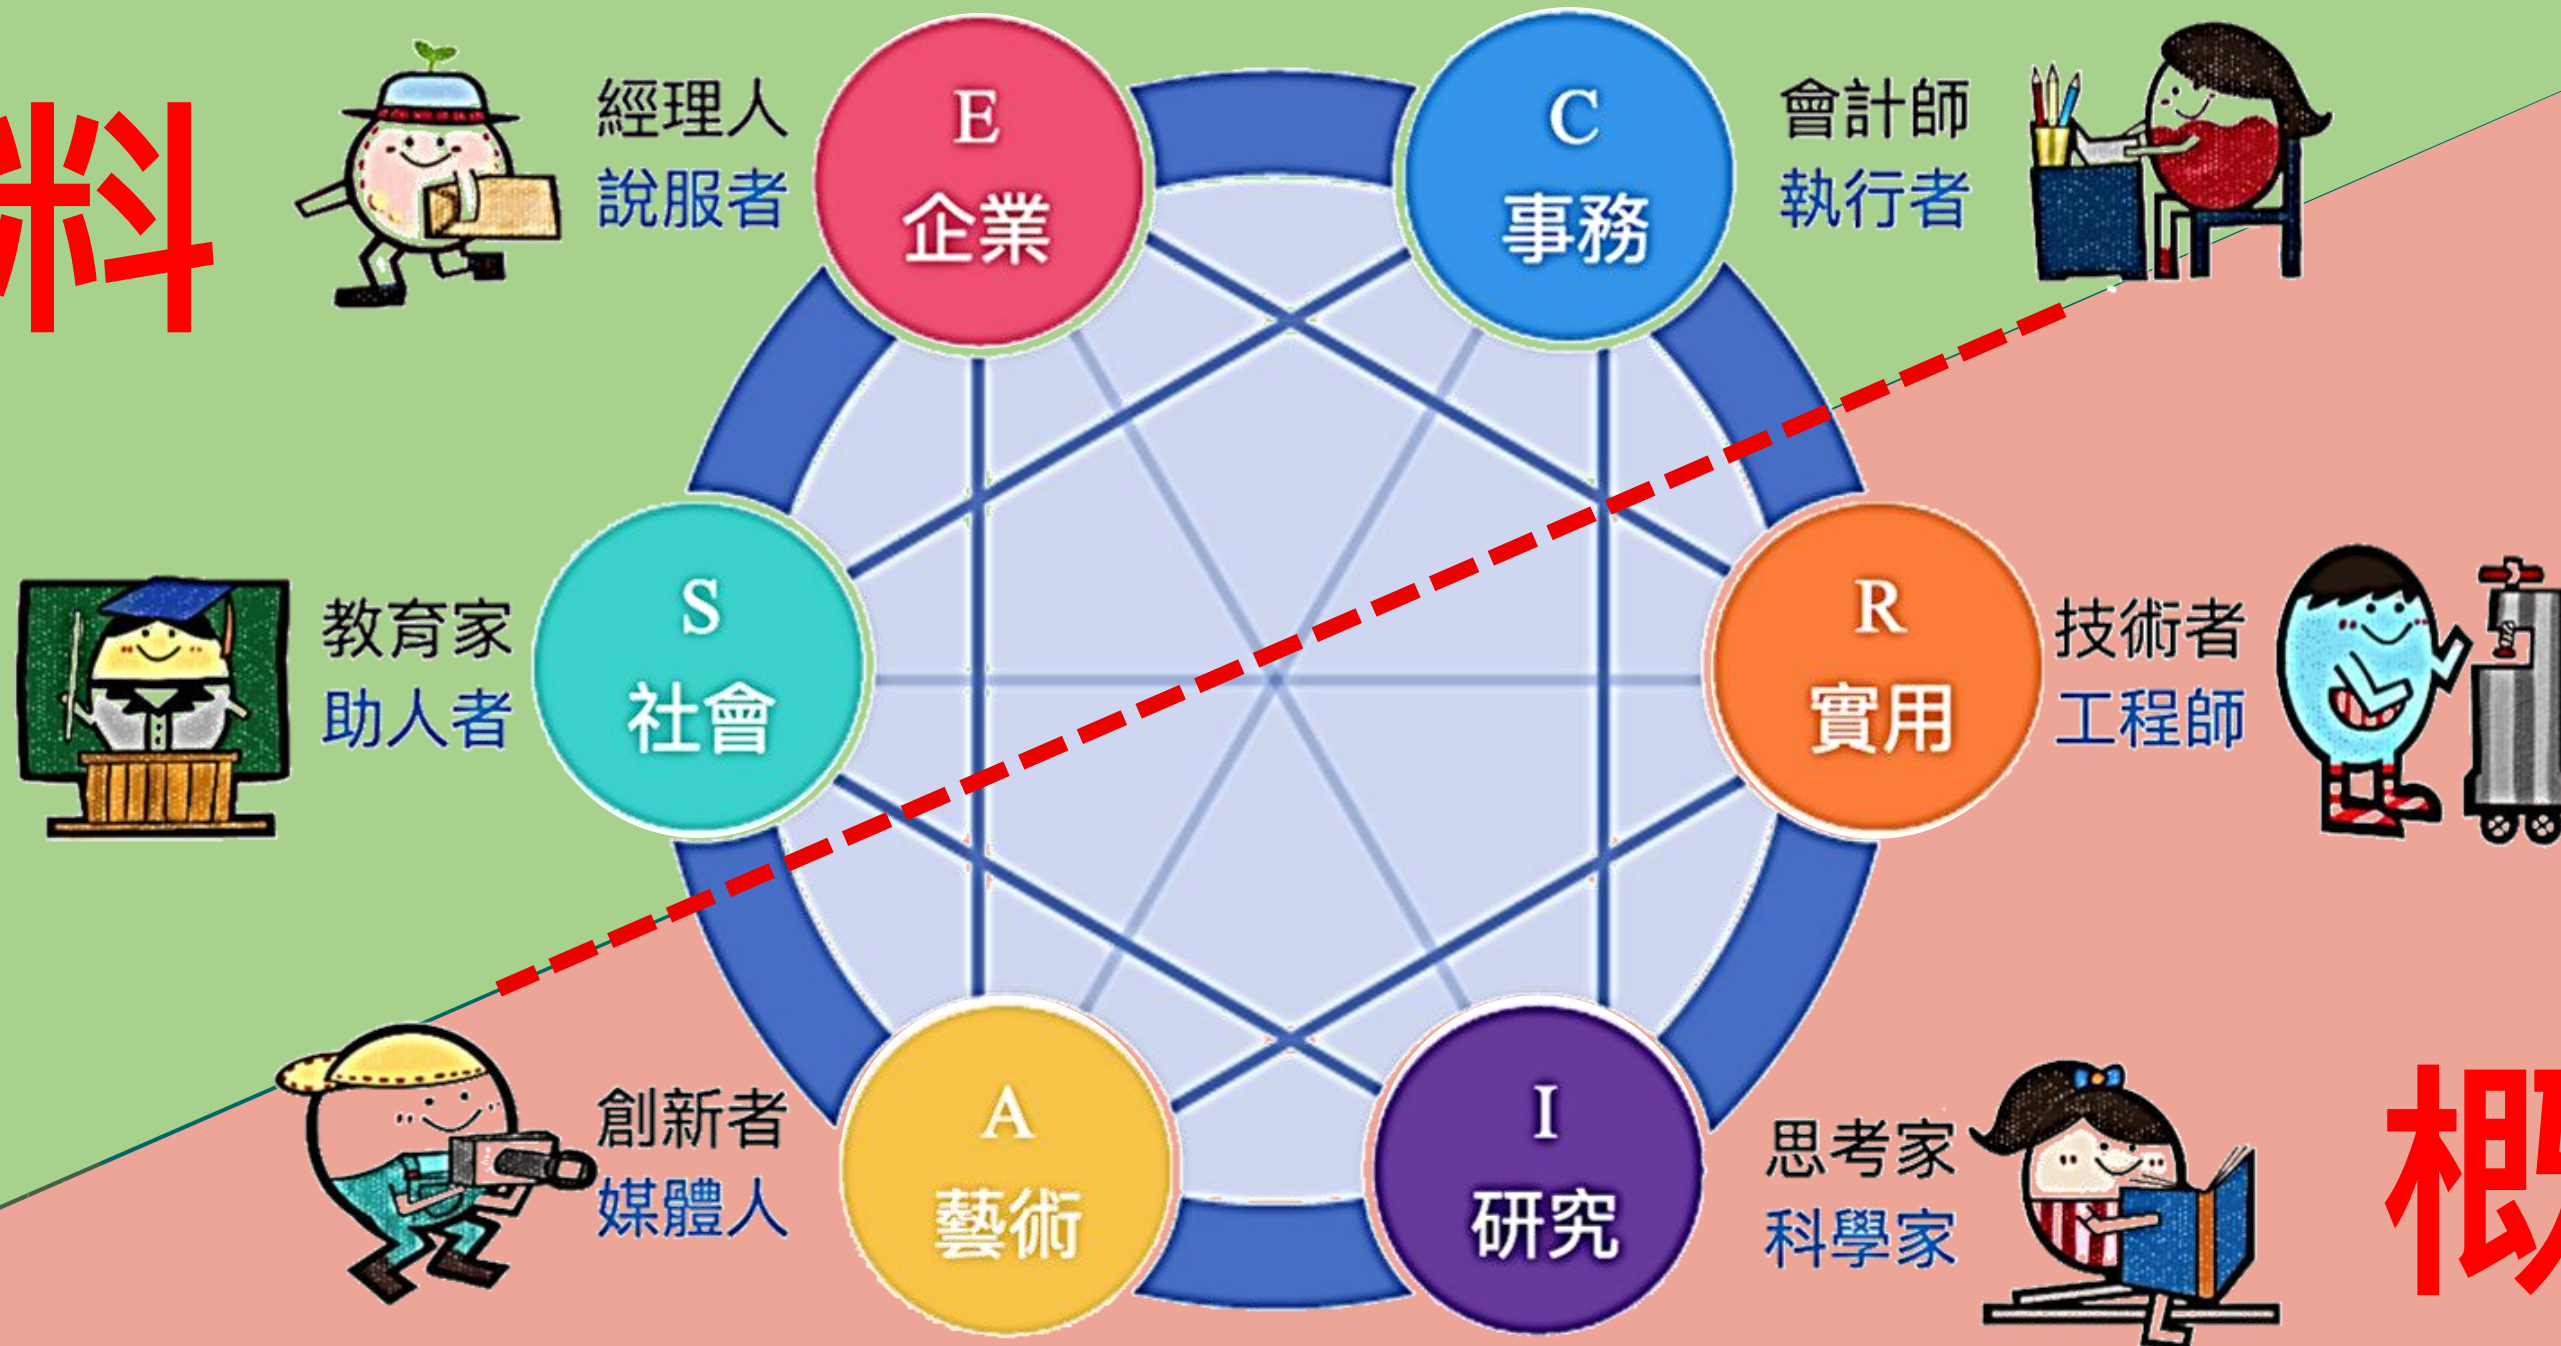 料
經理人
說服者
E
企業
C
事務
會計師
執行者
教育家
助人者
S
社會
R
實用
技術者
工程師
創新者
媒體人
A
藝術
I
研究
思考家
科學家